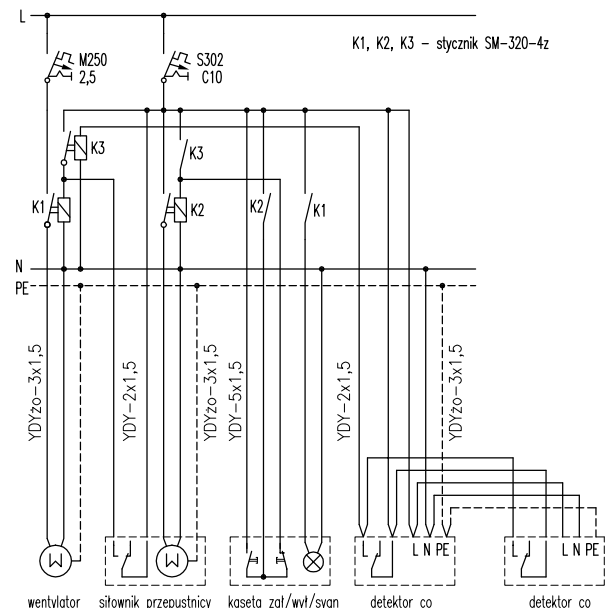 L
M250
2,5
S302
C10
K1, K2, K3 – stycznik SM-320-4z
K3
K3
K1
K2
K2
K1
N
PE
YDYżo-3x1,5
YDY-2x1,5
YDYżo-3x1,5
YDY-5x1,5
YDY-2x1,5
YDYżo-3x1,5
M
L
M
L
L N PE
L
L N PE
wentylator
siłownik przepustnicy
kaseta zał/wył/sygn
detektor co
detektor co